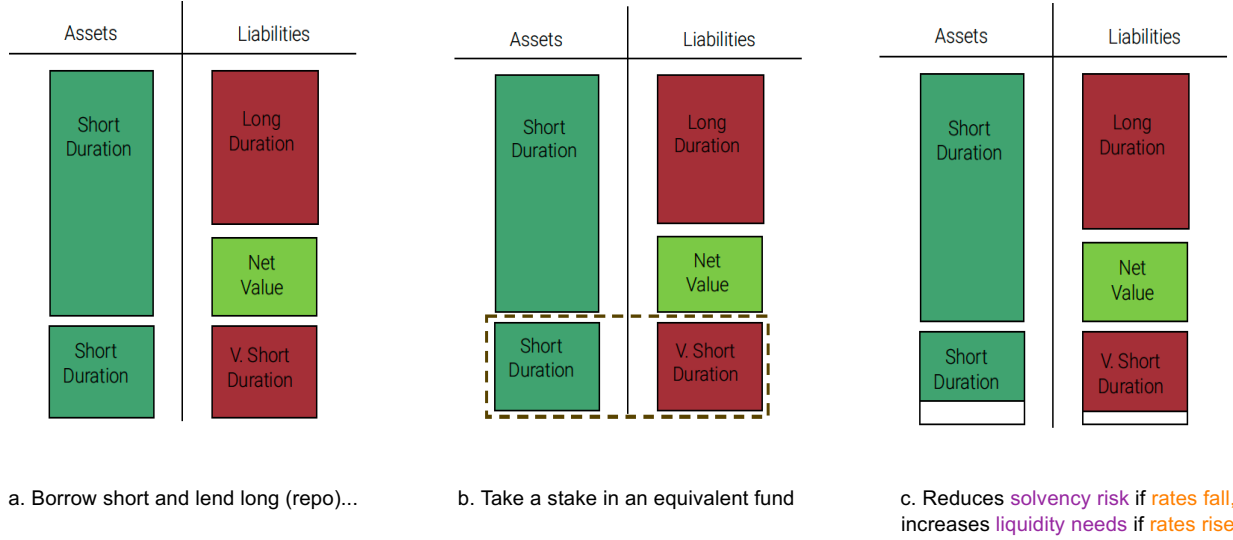 Assets
Liabilities
Short
Duration
Long
Duration
Net
Value
Short
Duration
V. Short
Duration
a. Borrow short and lend long (repo)...
Assets
Liabilities
Short
Duration
Long
Duration
Net
Value
Short
Duration
V. Short
Duration
b. Take a stake in an equivalent fund
Assets
Liabilities
Short
Duration
Long
Duration
Net
Value
Short
Duration
V. Short
Duration
c. Reduces solvency risk if rates fall,
increases liquidity needs if rates rise